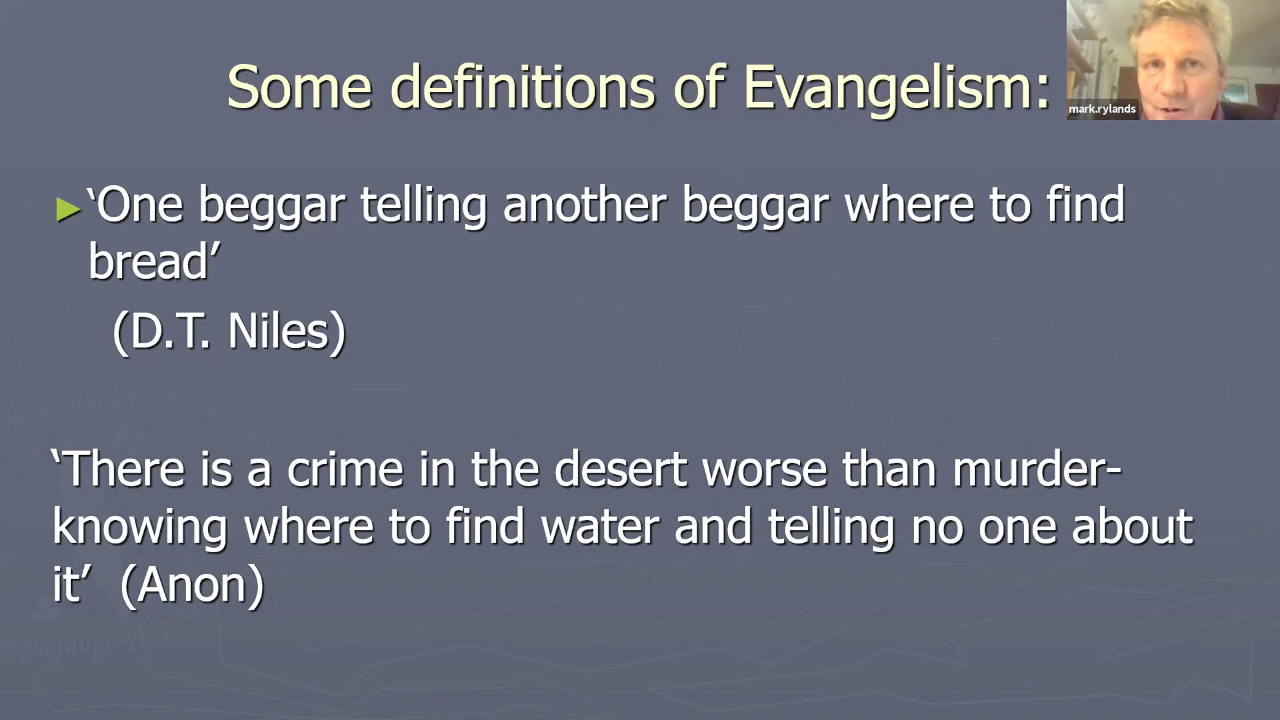 Some definitions of Evangelism:
mark.rylands
► ‘One beggar telling another beggar where to find
bread’
(D.T. Niles)
‘There is a crime in the desert worse than murder-
knowing where to find water and telling no one about
it’ (Anon)